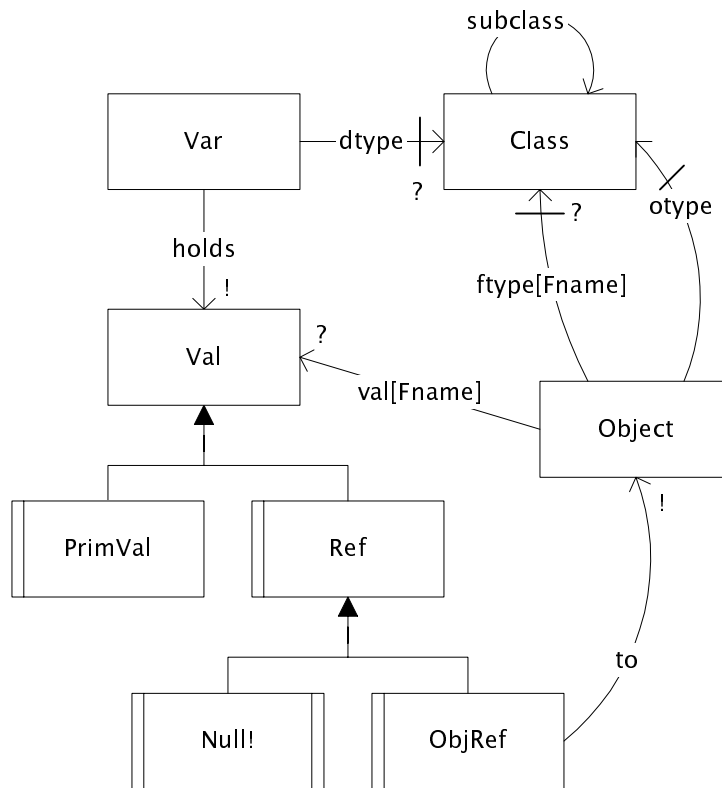 subclass
Var
dtype
Class
?
?
otype
holds
ftype[Fname]
!
?
Val
val[Fname]
Object
!
PrimVal
Ref
to
Null!
ObjRef